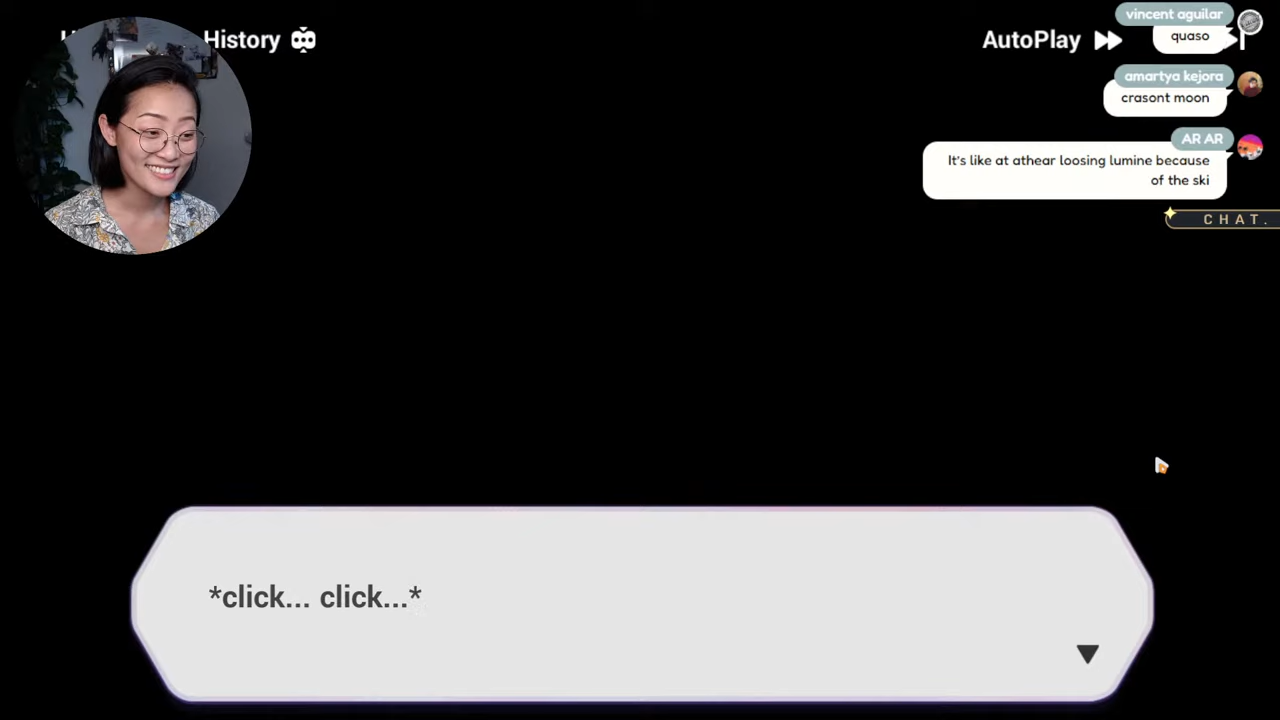 History
AutoPlay
vincent aguilar
quaso
amartya kejora
crasont moon
AR AR
It's like at athear loosing lumine because
of the ski
CHAT.
*click... click...*